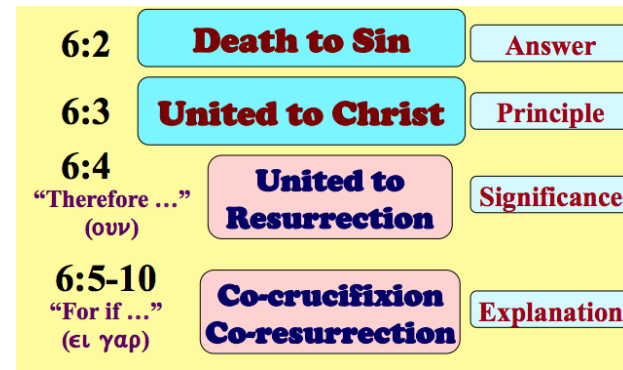 6:2 Death to Sin Answer
6:3 United to Christ Principle
6:4
“Therefore …”
(ουν)
United to
Resurrection
Significance
6:5-10
“For if …”
(ει γαρ)
Co-crucifixion
Co-resurrection
Explanation